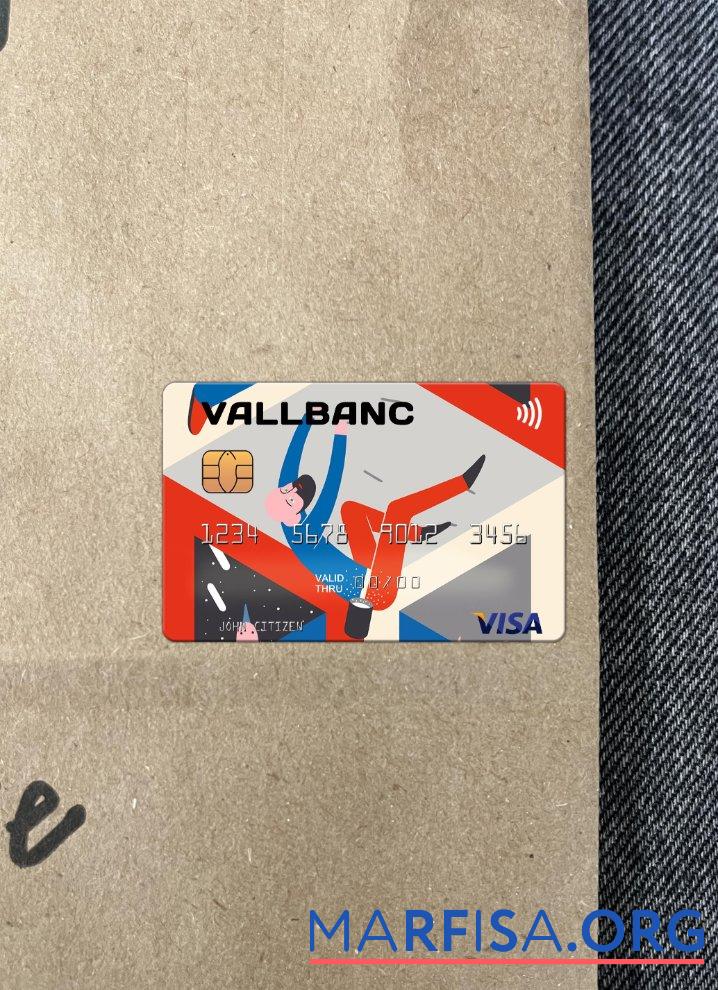 VALLBANC
1234 5678 9012 3456
VALID
THRU 00/00
JOHN CITIZEN
VISA
e
MARFISA.ORG